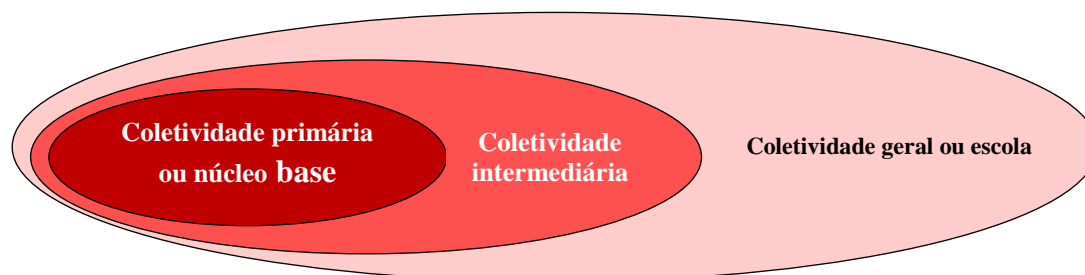 Coletividade primária
ou núcleo base
Coletividade
intermediária
Coletividade geral ou escola